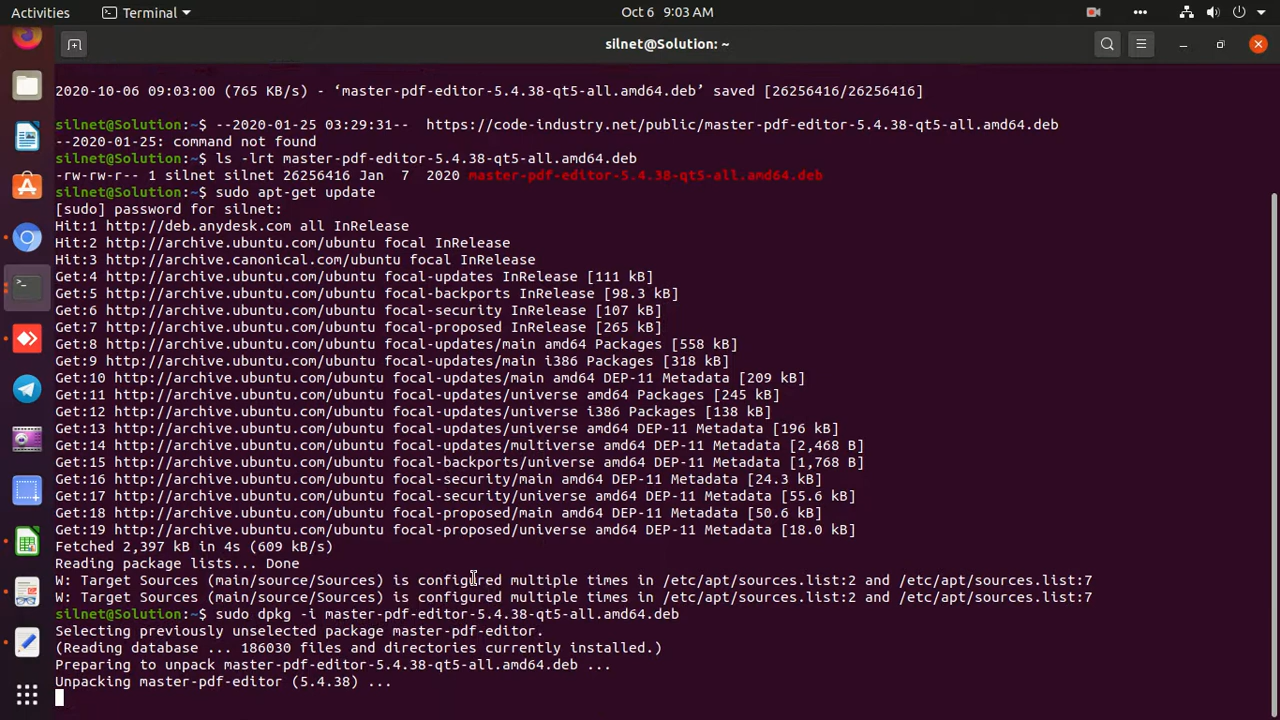 Activities
Terminal
Oct 6 9:03 AM
silnet@Solution: ~
2020-10-06 09:03:00 (765 KB/s) - ‘master-pdf-editor-5.4.38-qt5-all.amd64.deb’ saved [26256416/26256416]
silnet@Solution:~$ --2020-01-25 03:29:31--  https://code-industry.net/public/master-pdf-editor-5.4.38-qt5-all.amd64.deb
--2020-01-25: command not found
silnet@Solution:~$ ls -lrt master-pdf-editor-5.4.38-qt5-all.amd64.deb
-rw-rw-r-- 1 silnet silnet 26256416 Jan  7  2020 master-pdf-editor-5.4.38-qt5-all.amd64.deb
silnet@Solution:~$ sudo apt-get update
[sudo] password for silnet:
Hit:1 http://deb.anydesk.com all InRelease
Hit:2 http://archive.ubuntu.com/ubuntu focal InRelease
Hit:3 http://archive.canonical.com/ubuntu focal InRelease
Get:4 http://archive.ubuntu.com/ubuntu focal-updates InRelease [111 kB]
Get:5 http://archive.ubuntu.com/ubuntu focal-backports InRelease [98.3 kB]
Get:6 http://archive.ubuntu.com/ubuntu focal-security InRelease [107 kB]
Get:7 http://archive.ubuntu.com/ubuntu focal-proposed InRelease [265 kB]
Get:8 http://archive.ubuntu.com/ubuntu focal-updates/main amd64 Packages [558 kB]
Get:9 http://archive.ubuntu.com/ubuntu focal-updates/main i386 Packages [318 kB]
Get:10 http://archive.ubuntu.com/ubuntu focal-updates/main amd64 DEP-11 Metadata [209 kB]
Get:11 http://archive.ubuntu.com/ubuntu focal-updates/universe amd64 Packages [245 kB]
Get:12 http://archive.ubuntu.com/ubuntu focal-updates/universe i386 Packages [138 kB]
Get:13 http://archive.ubuntu.com/ubuntu focal-updates/universe amd64 DEP-11 Metadata [196 kB]
Get:14 http://archive.ubuntu.com/ubuntu focal-updates/multiverse amd64 DEP-11 Metadata [2,468 B]
Get:15 http://archive.ubuntu.com/ubuntu focal-backports/universe amd64 DEP-11 Metadata [1,768 B]
Get:16 http://archive.ubuntu.com/ubuntu focal-security/main amd64 DEP-11 Metadata [24.3 kB]
Get:17 http://archive.ubuntu.com/ubuntu focal-security/universe amd64 DEP-11 Metadata [55.6 kB]
Get:18 http://archive.ubuntu.com/ubuntu focal-proposed/main amd64 DEP-11 Metadata [50.6 kB]
Get:19 http://archive.ubuntu.com/ubuntu focal-proposed/universe amd64 DEP-11 Metadata [18.0 kB]
Fetched 2,397 kB in 4s (609 kB/s)
Reading package lists... Done
W: Target Sources (main/source/Sources) is configured multiple times in /etc/apt/sources.list:2 and /etc/apt/sources.list:7
W: Target Sources (main/source/Sources) is configured multiple times in /etc/apt/sources.list:2 and /etc/apt/sources.list:7
silnet@Solution:~$ sudo dpkg -i master-pdf-editor-5.4.38-qt5-all.amd64.deb
Selecting previously unselected package master-pdf-editor.
(Reading database ... 186030 files and directories currently installed.)
Preparing to unpack master-pdf-editor-5.4.38-qt5-all.amd64.deb ...
Unpacking master-pdf-editor (5.4.38) ...